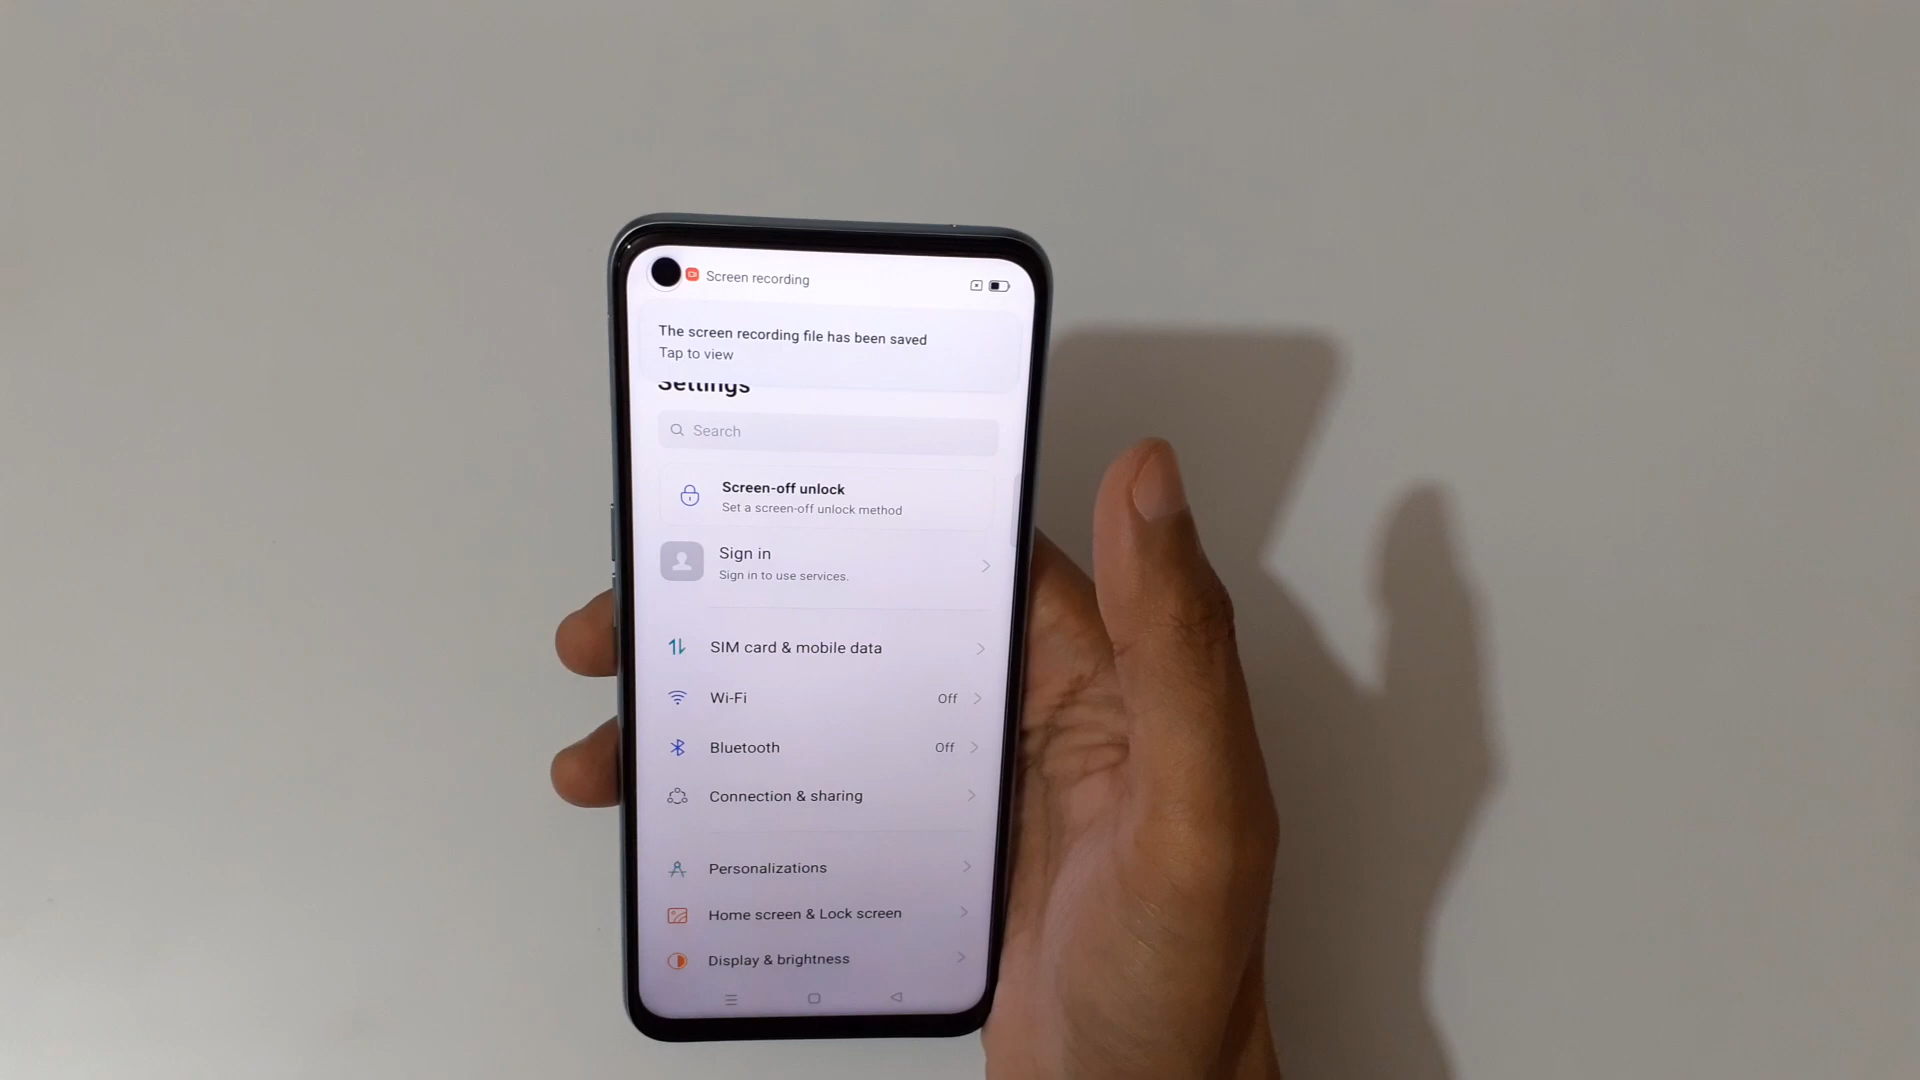 Screen recording
The screen recording file has been saved
Tap to view
Settings
Search
Screen-off unlock
Set a screen-off unlock method
Sign in
Sign in to use services.
SIM card & mobile data
Wi-Fi Off
Bluetooth Off
Connection & sharing
Personalizations
Home screen & Lock screen
Display & brightness